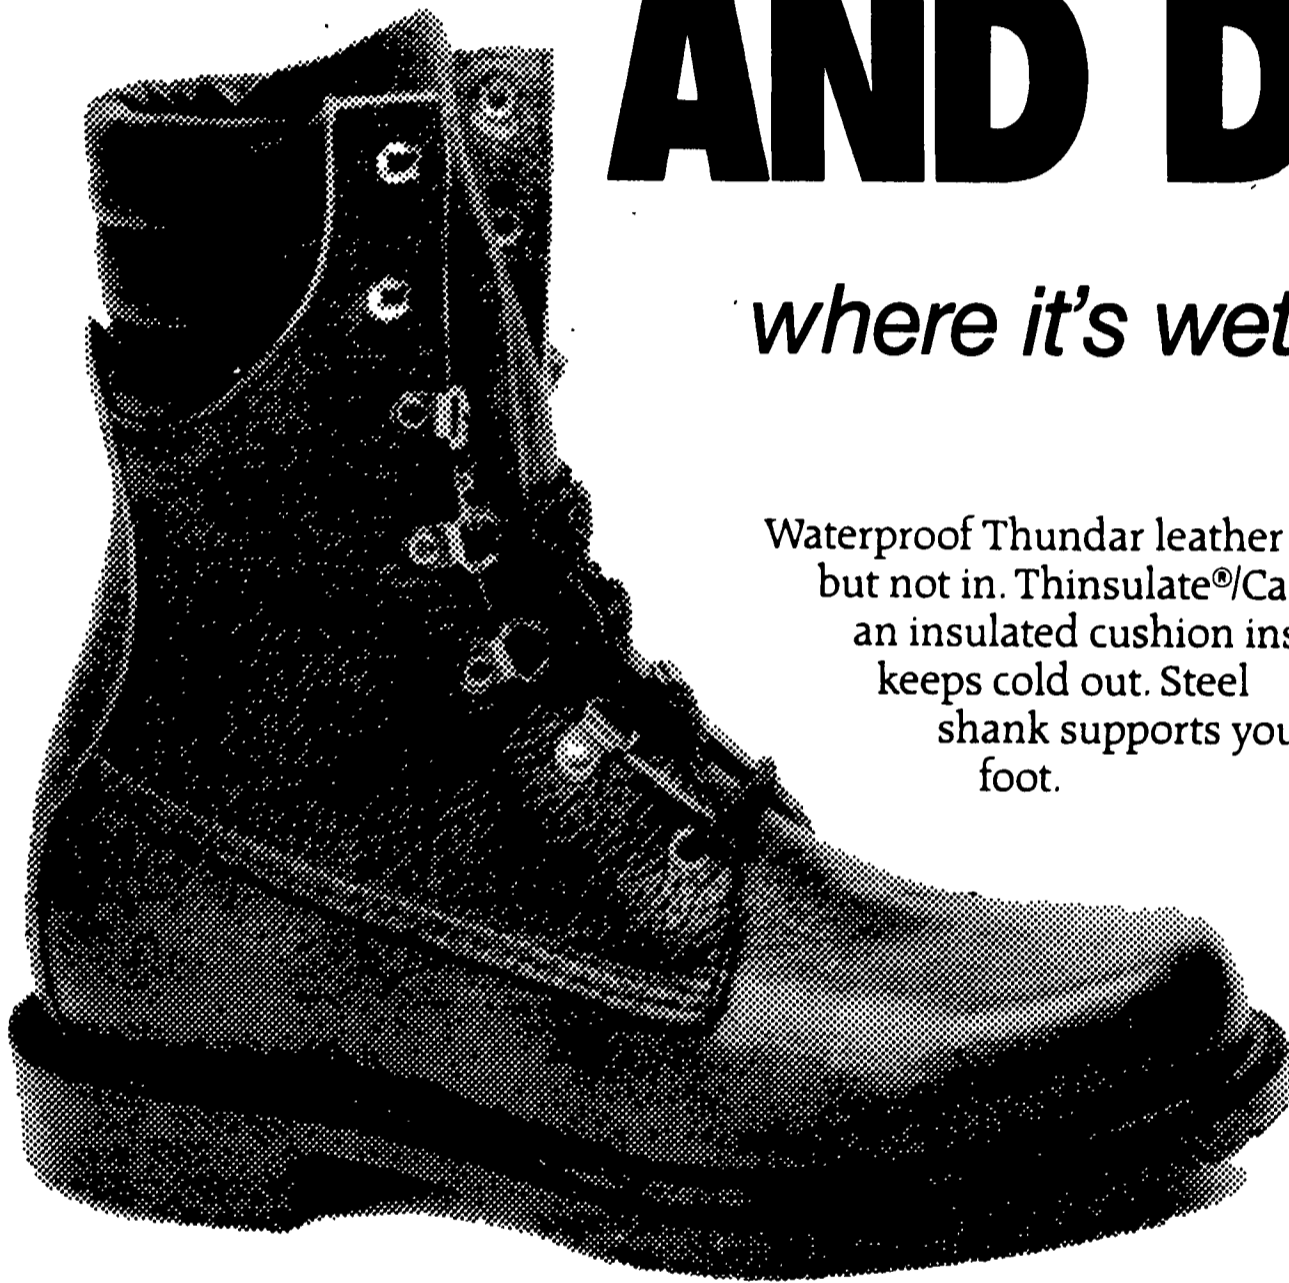 AND D
where it's wet
Waterproof Thundar leather
but not in. Thinsulate®/Ca
an insulated cushion ins
keeps cold out. Steel
shank supports you
foot.